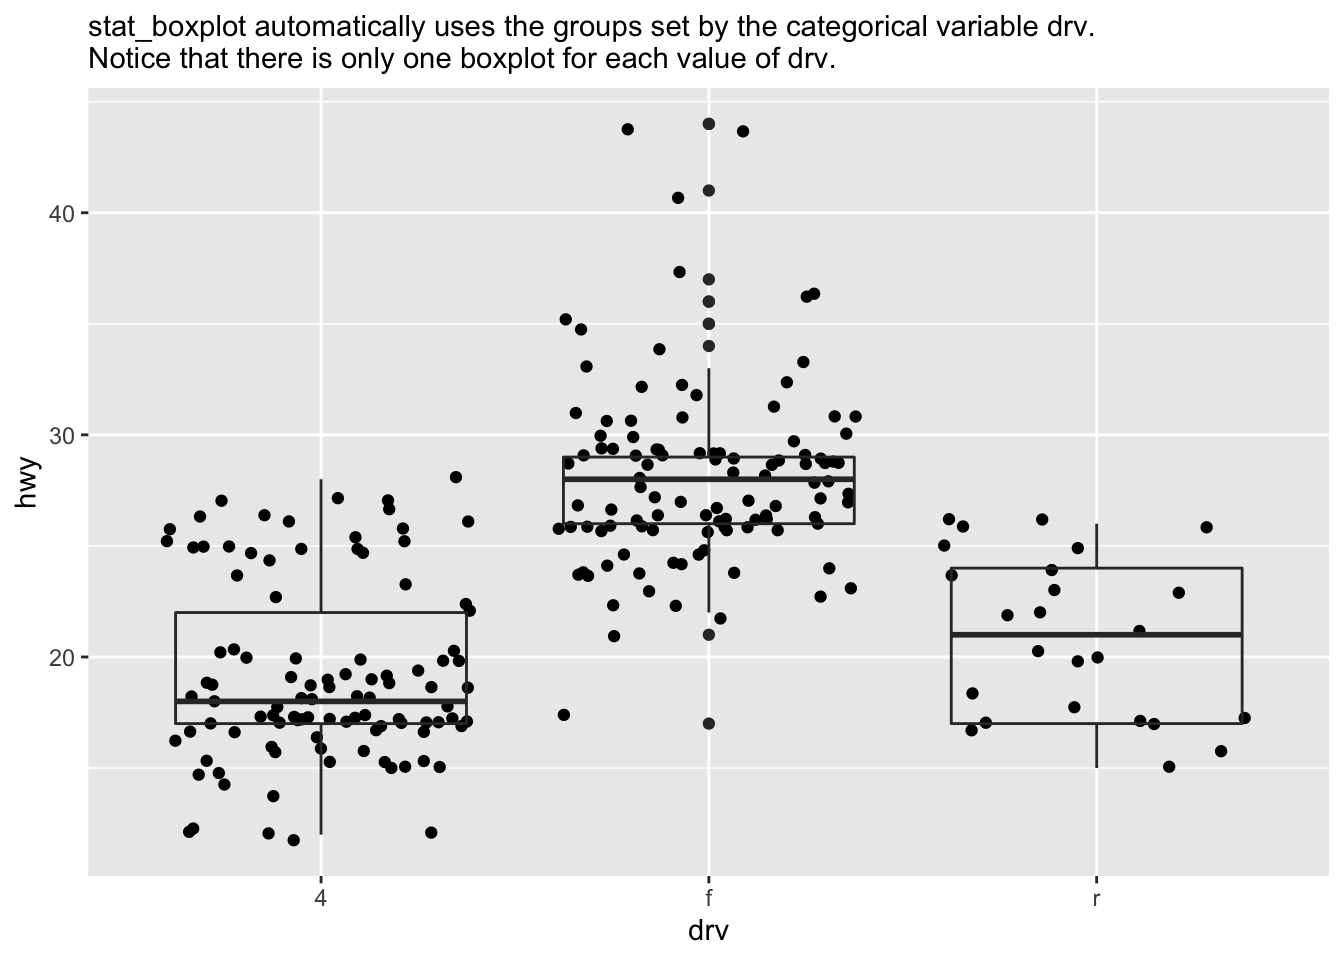 stat_boxplot automatically uses the groups set by the categorical variable drv.
Notice that there is only one boxplot for each value of drv.
40
30
20
hwy
4 f r
drv